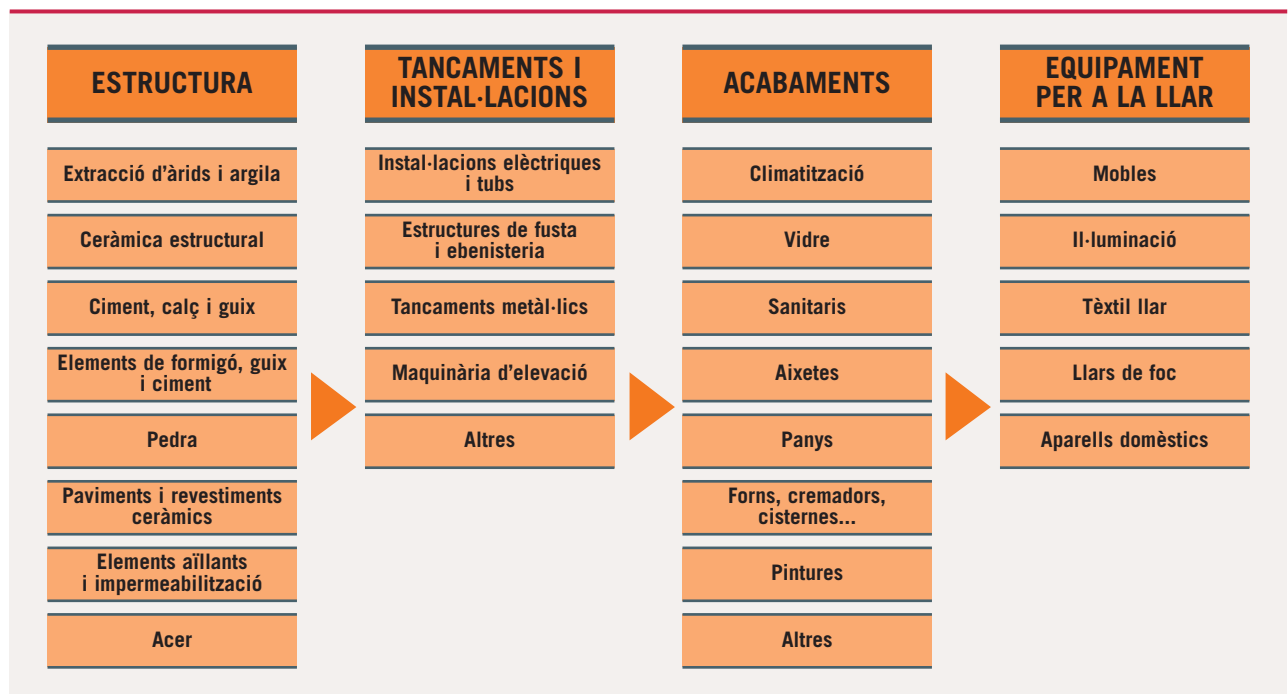 ESTRUCTURA
Extracció d'àrids i argila
Ceràmica estructural
Ciment, calç i guix
Elements de formigó, guix
i ciment
Pedra
Paviments i revestiments
ceràmics
Elements aïllants
i impermeabilització
Acer
TANCAMENTS I
INSTAL·LACIONS
Instal·lacions elèctriques
i tubs
Estructures de fusta
i ebenisteria
Tancaments metàl·lics
Maquinària d'elevació
Altres
ACABAMENTS
Climatització
Vidre
Sanitaris
Aixetes
Panys
Forns, cremadors,
cisternes...
Pintures
Altres
EQUIPAMENT
PER A LA LLAR
Mobles
Il·luminació
Tèxtil llar
Llars de foc
Aparells domèstics